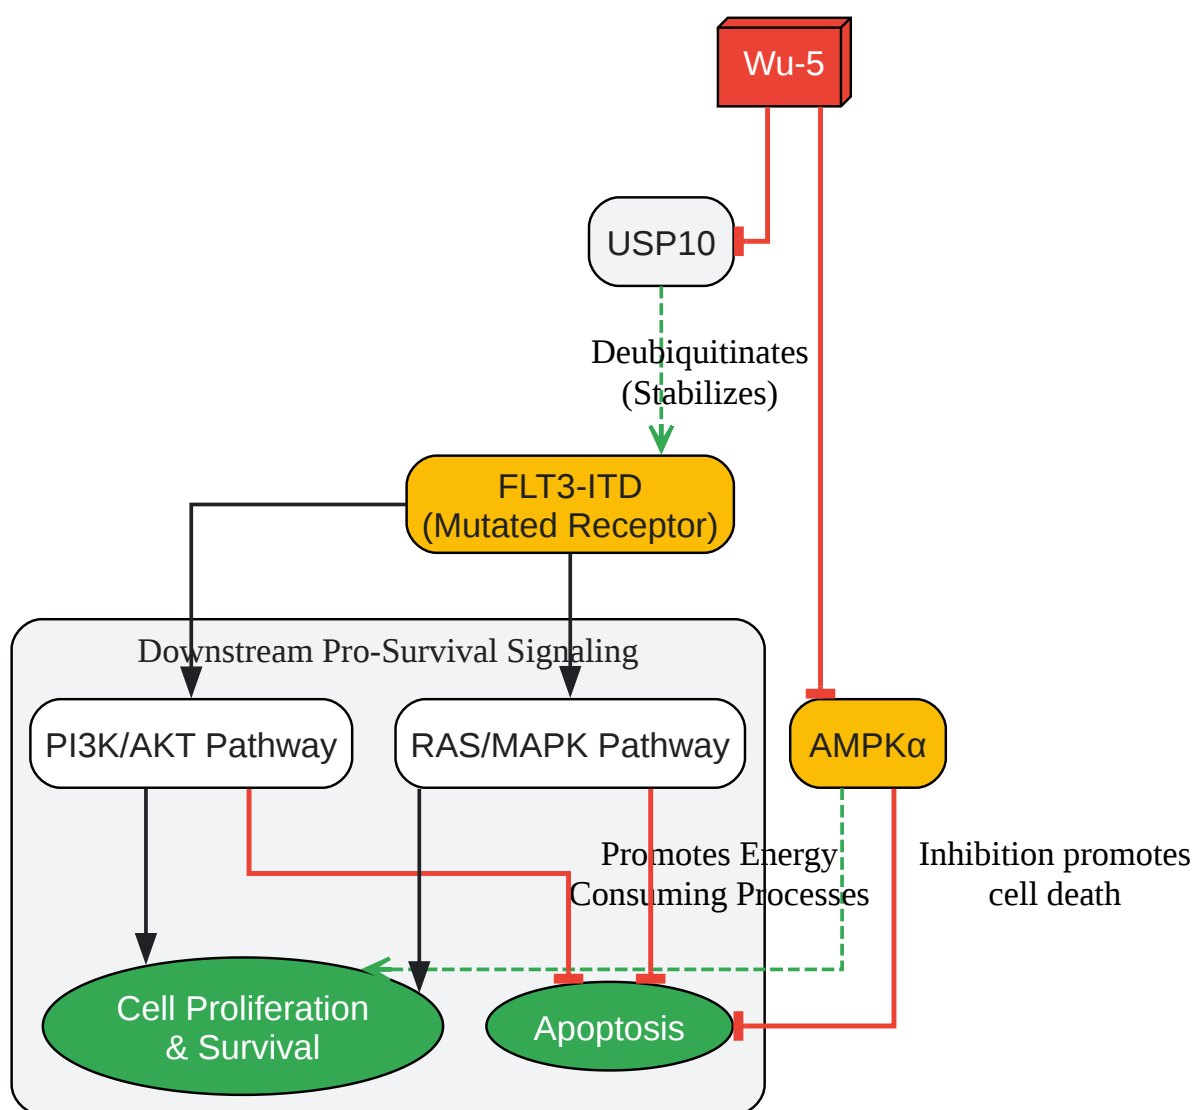 Wu-5
USP10
Deubiquitinates
(Stabilizes)
FLT3-ITD
(Mutated Receptor)
Downstream Pro-Survival Signaling
PI3K/AKT Pathway
RAS/MAPK Pathway
AMPKα
Promotes Energy
Consuming Processes
Inhibition promotes
cell death
Cell Proliferation
& Survival
Apoptosis